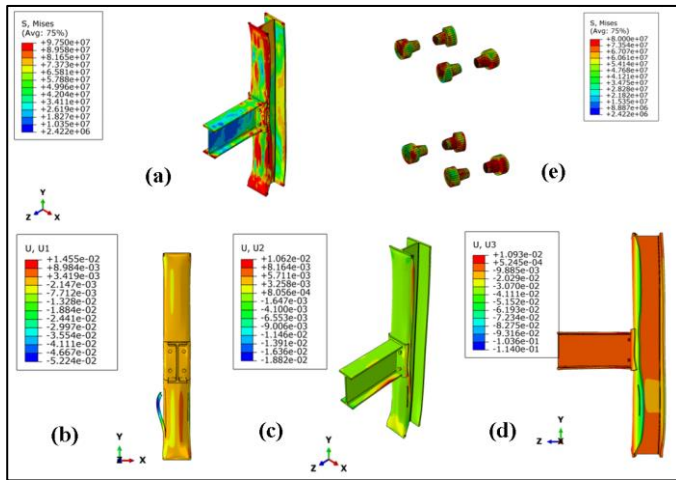 S, Mises
(Avg: 75%)
+9.750e+07
+8.958e+07
+8.165e+07
+7.373e+07
+6.581e+07
+5.788e+07
+4.996e+07
+4.204e+07
+3.411e+07
+2.619e+07
+1.827e+07
+1.035e+07
+2.422e+06
Y
Z X
(a)
S, Mises
(Avg: 75%)
+8.000e+07
+7.354e+07
+6.707e+07
+6.061e+07
+5.414e+07
+4.768e+07
+4.121e+07
+3.475e+07
+2.828e+07
+2.182e+07
+1.535e+07
+8.887e+06
+2.422e+06
(e)
U, U1
+1.455e-02
+8.984e-03
+3.419e-03
-2.147e-03
-7.712e-03
-1.328e-02
-1.884e-02
-2.441e-02
-2.997e-02
-3.554e-02
-4.111e-02
-4.667e-02
-5.224e-02
(b)
Y
Z X
U, U2
+1.062e-02
+8.164e-03
+5.711e-03
+3.258e-03
+8.056e-04
-1.647e-03
-4.100e-03
-6.553e-03
-9.006e-03
-1.146e-02
-1.391e-02
-1.636e-02
-1.882e-02
(c)
Y
Z X
U, U3
+1.093e-02
+5.245e-04
-9.885e-03
-2.029e-02
-3.070e-02
-4.111e-02
-5.152e-02
-6.193e-02
-7.234e-02
-8.275e-02
-9.316e-02
-1.036e-01
-1.140e-01
(d)
Y
Z X